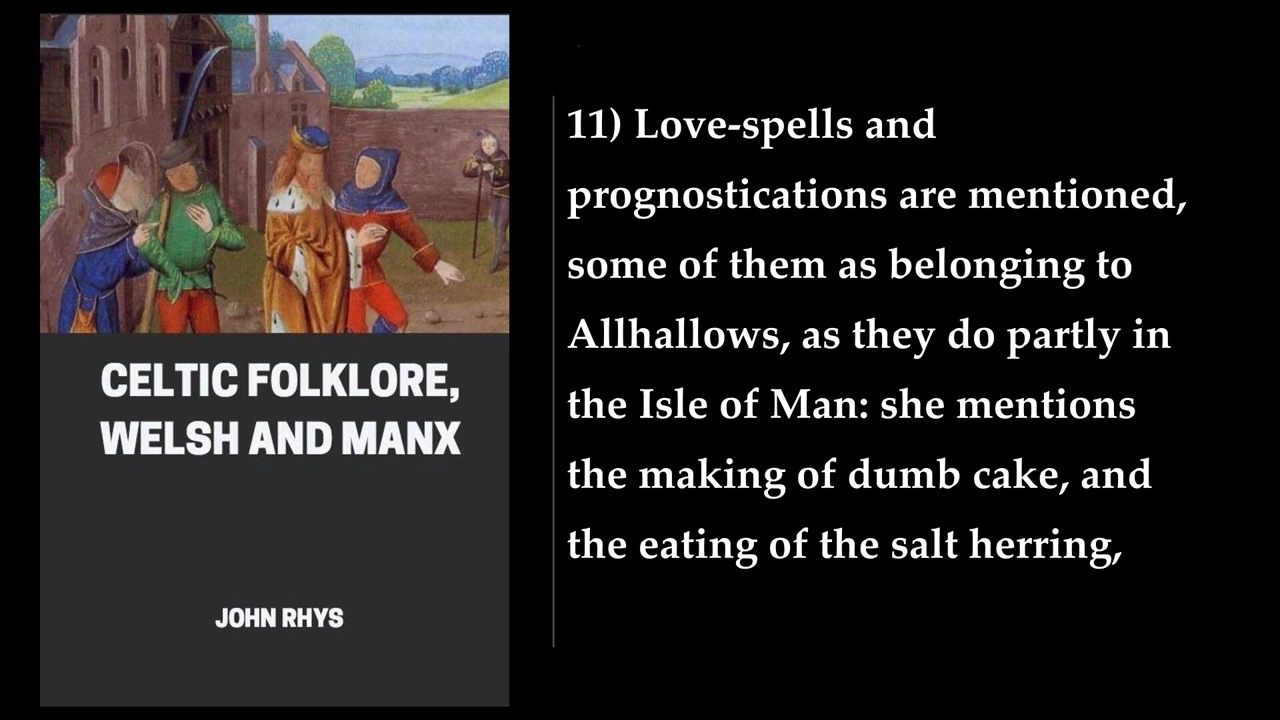 CELTIC FOLKLORE,
WELSH AND MANX
JOHN RHYS
11) Love-spells and
prognostications are mentioned,
some of them as belonging to
Allhallows, as they do partly in
the Isle of Man: she mentions
the making of dumb cake, and
the eating of the salt herring,